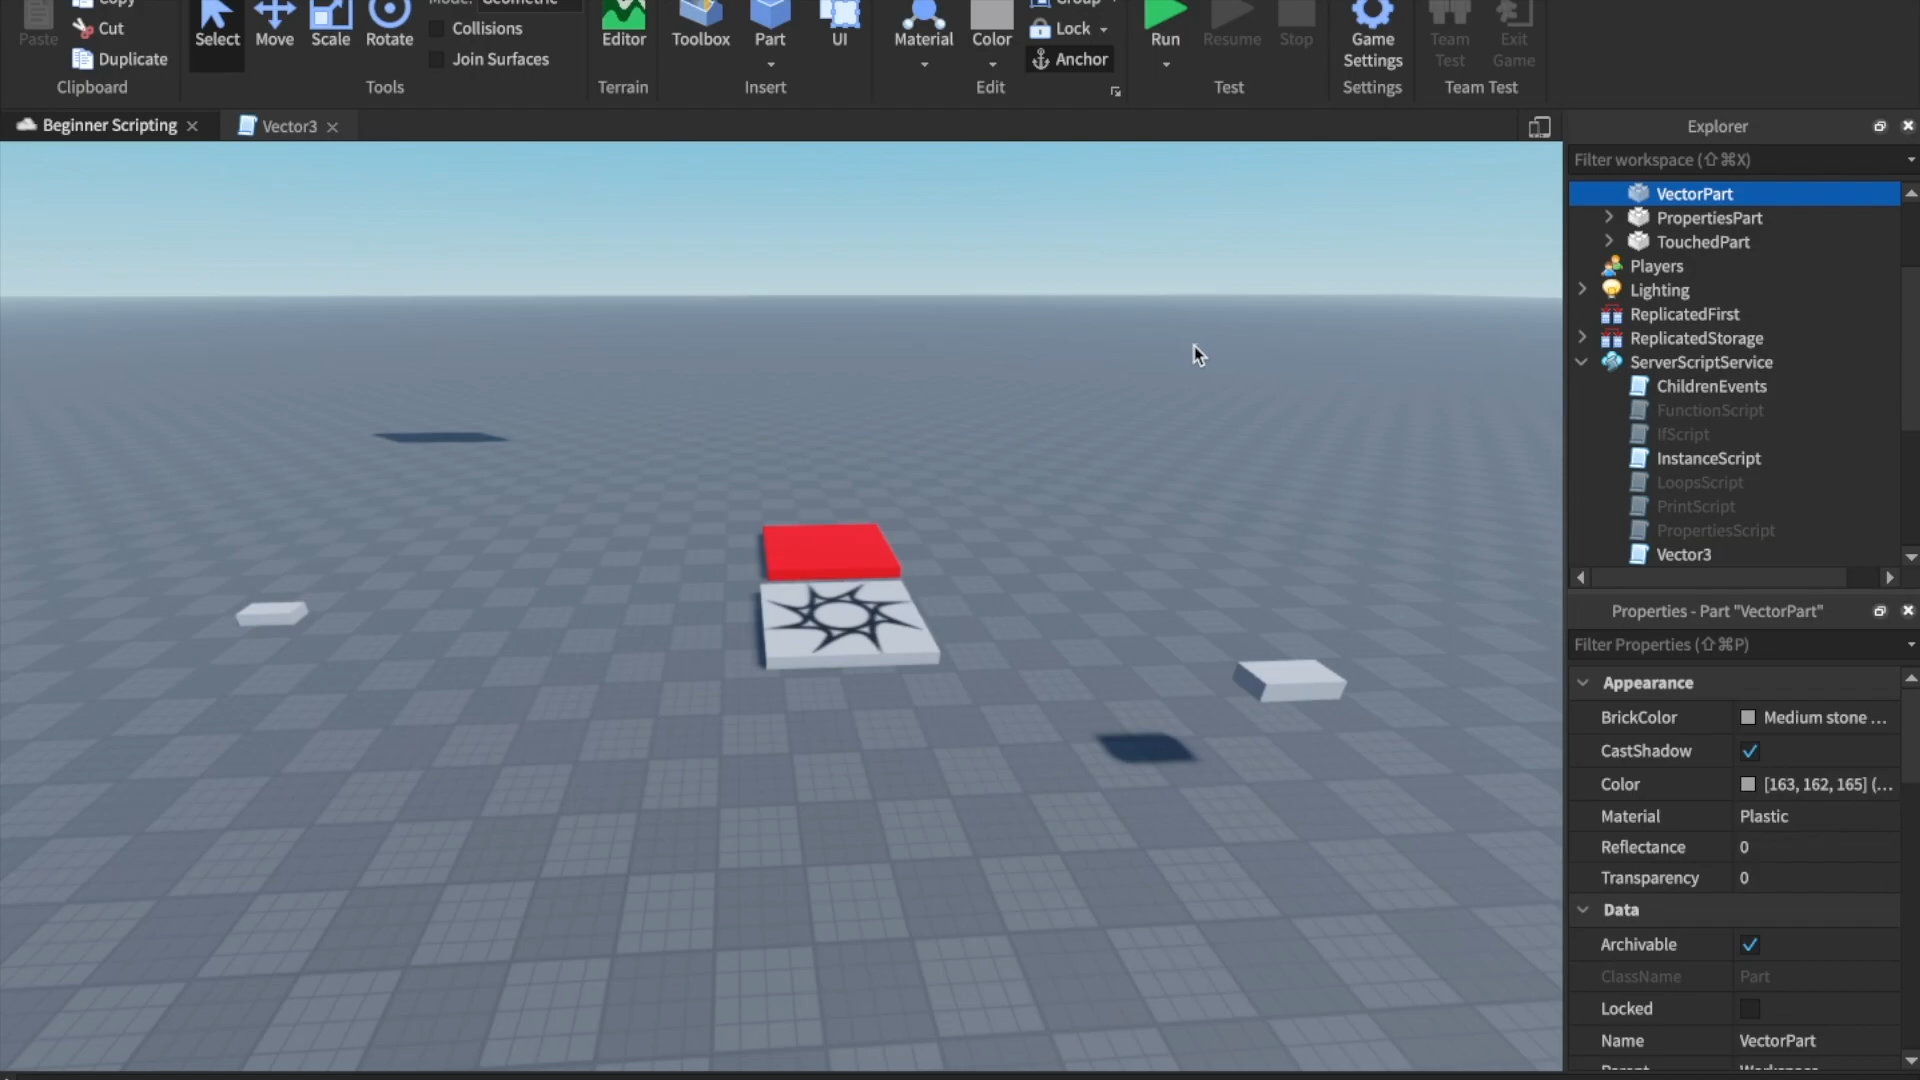 Copy
Mode: Geometric
Group
Paste
Cut
Select
Move
Scale
Rotate
Collisions
Editor
Toolbox
Part
UI
Material
Color
Lock
Run
Resume
Stop
Game
Settings
Team
Test
Exit
Game
Duplicate
Join Surfaces
Anchor
Clipboard
Tools
Terrain
Insert
Edit
Test
Settings
Team Test
Beginner Scripting
Vector3
Explorer
Filter workspace (⇧⌘X)
VectorPart
PropertiesPart
TouchedPart
Players
Lighting
ReplicatedFirst
ReplicatedStorage
ServerScriptService
ChildrenEvents
FunctionScript
IfScript
InstanceScript
LoopsScript
PrintScript
PropertiesScript
Vector3
Properties - Part "VectorPart"
Filter Properties (⇧⌘P)
Appearance
BrickColor Medium stone ...
CastShadow
Color [163, 162, 165] (...
Material Plastic
Reflectance 0
Transparency 0
Data
Archivable
ClassName Part
Locked
Name VectorPart
Parent Workspace